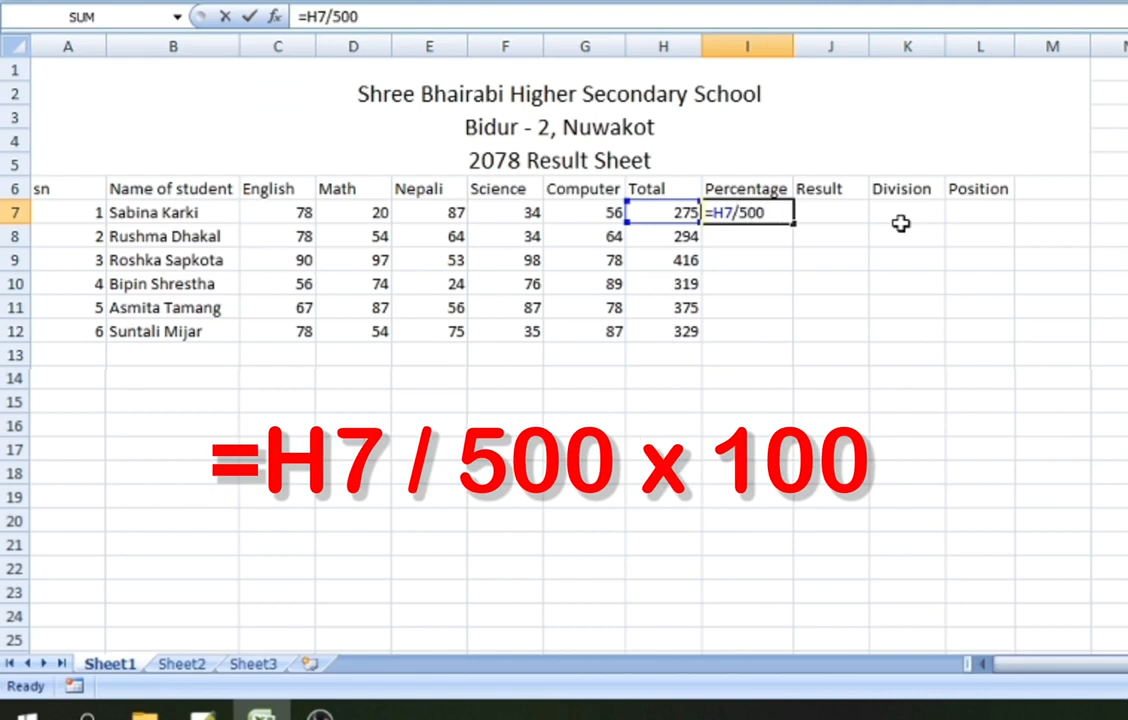 SUM =H7/500
A B C D E F G H I J K L M
1
2 Shree Bhairabi Higher Secondary School
3 Bidur - 2, Nuwakot
4
5 2078 Result Sheet
6 sn Name of student English Math Nepali Science Computer Total Percentage Result Division Position
7 1 Sabina Karki 78 20 87 34 56 275 =H7/500
8 2 Rushma Dhakal 78 54 64 34 64 294
9 3 Roshka Sapkota 90 97 53 98 78 416
10 4 Bipin Shrestha 56 74 24 76 89 319
11 5 Asmita Tamang 67 87 56 87 78 375
12 6 Suntali Mijar 78 54 75 35 87 329
13
14
15
16
17
=H7 / 500 x 100
18
19
20
21
22
23
24
25
Sheet1 Sheet2 Sheet3
Ready